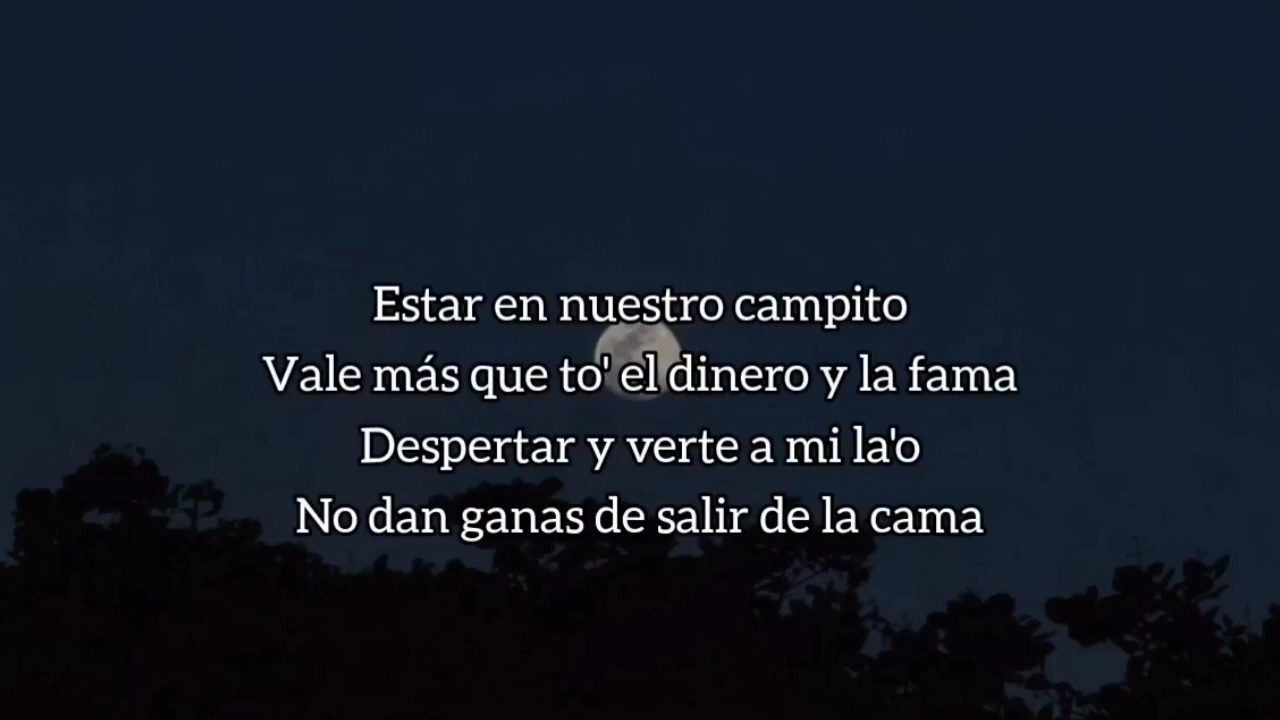 Estar en nuestro campito
Vale más que to' el dinero y la fama
Despertar y verte a mi la'o
No dan ganas de salir de la cama